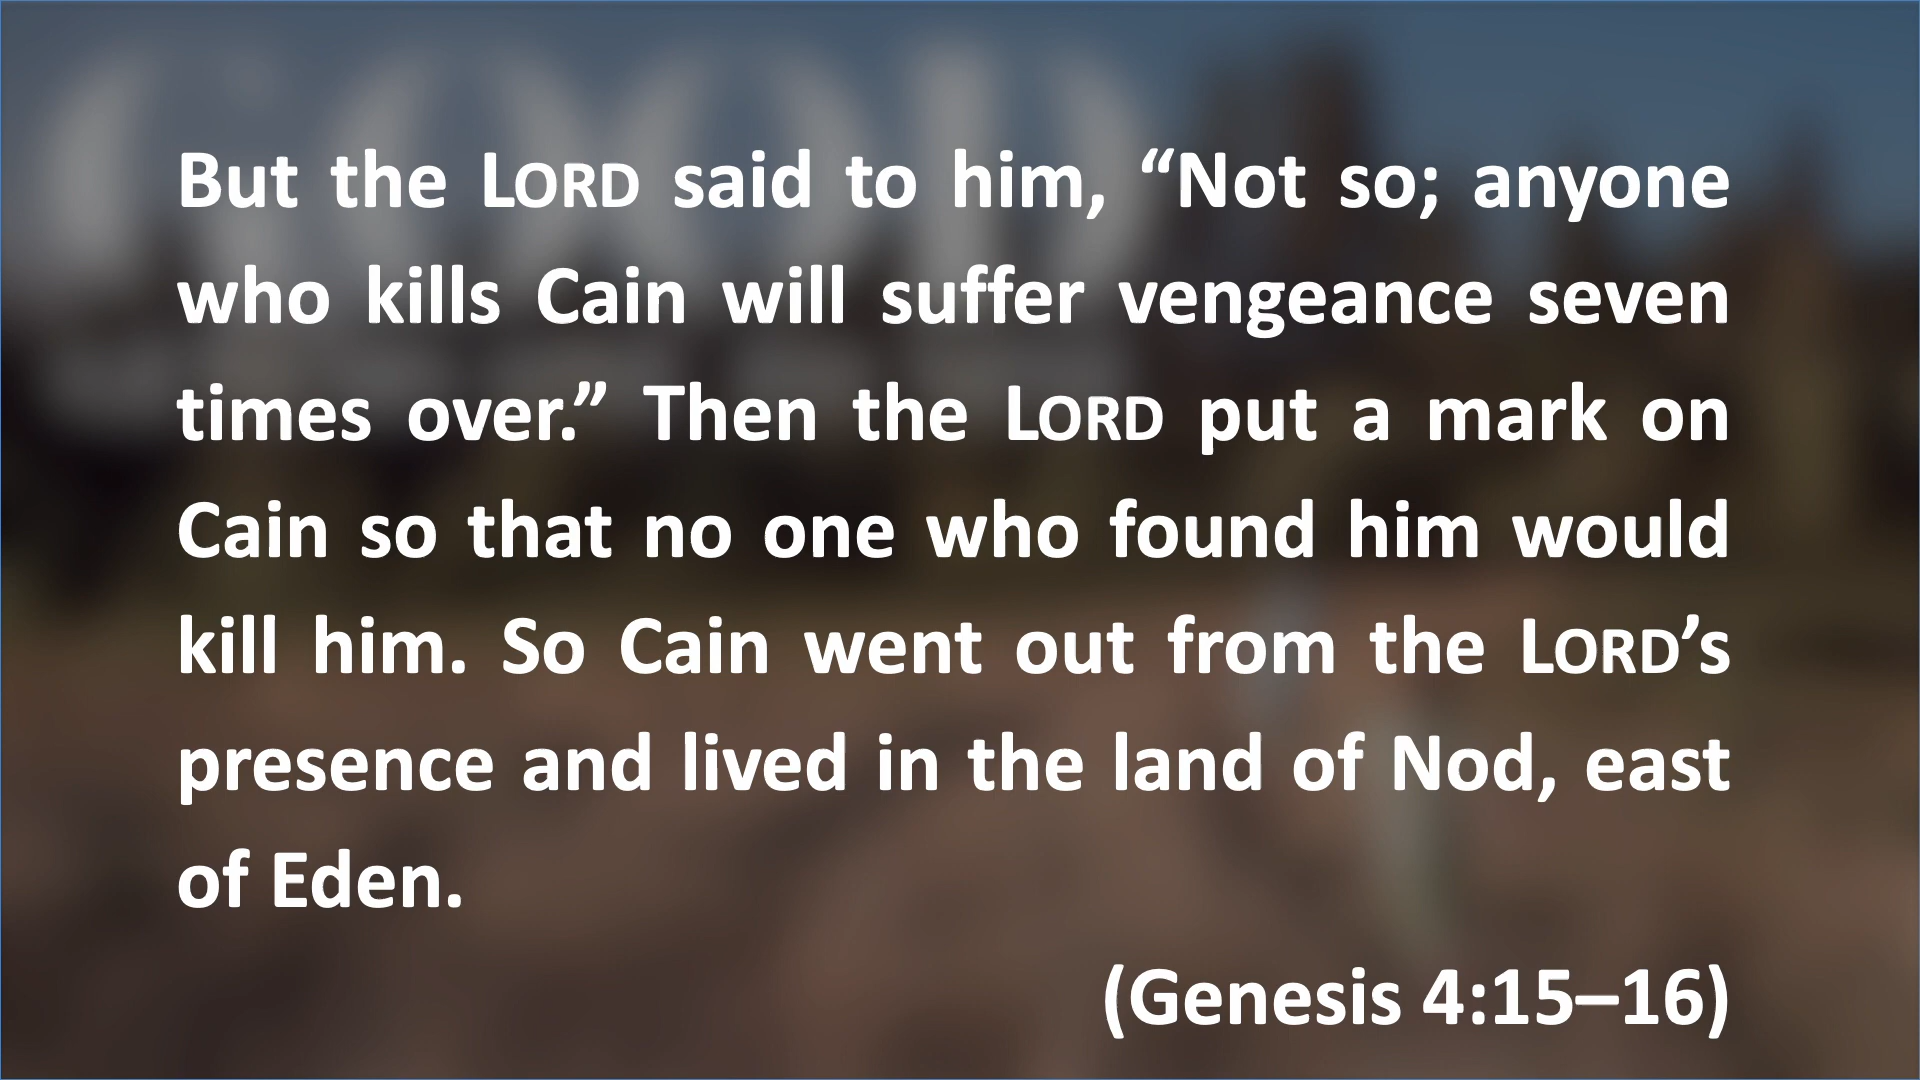 But the LORD said to him, “Not so; anyone
who kills Cain will suffer vengeance seven
times over.” Then the LORD put a mark on
Cain so that no one who found him would
kill him. So Cain went out from the LORD’s
presence and lived in the land of Nod, east
of Eden.
(Genesis 4:15–16)